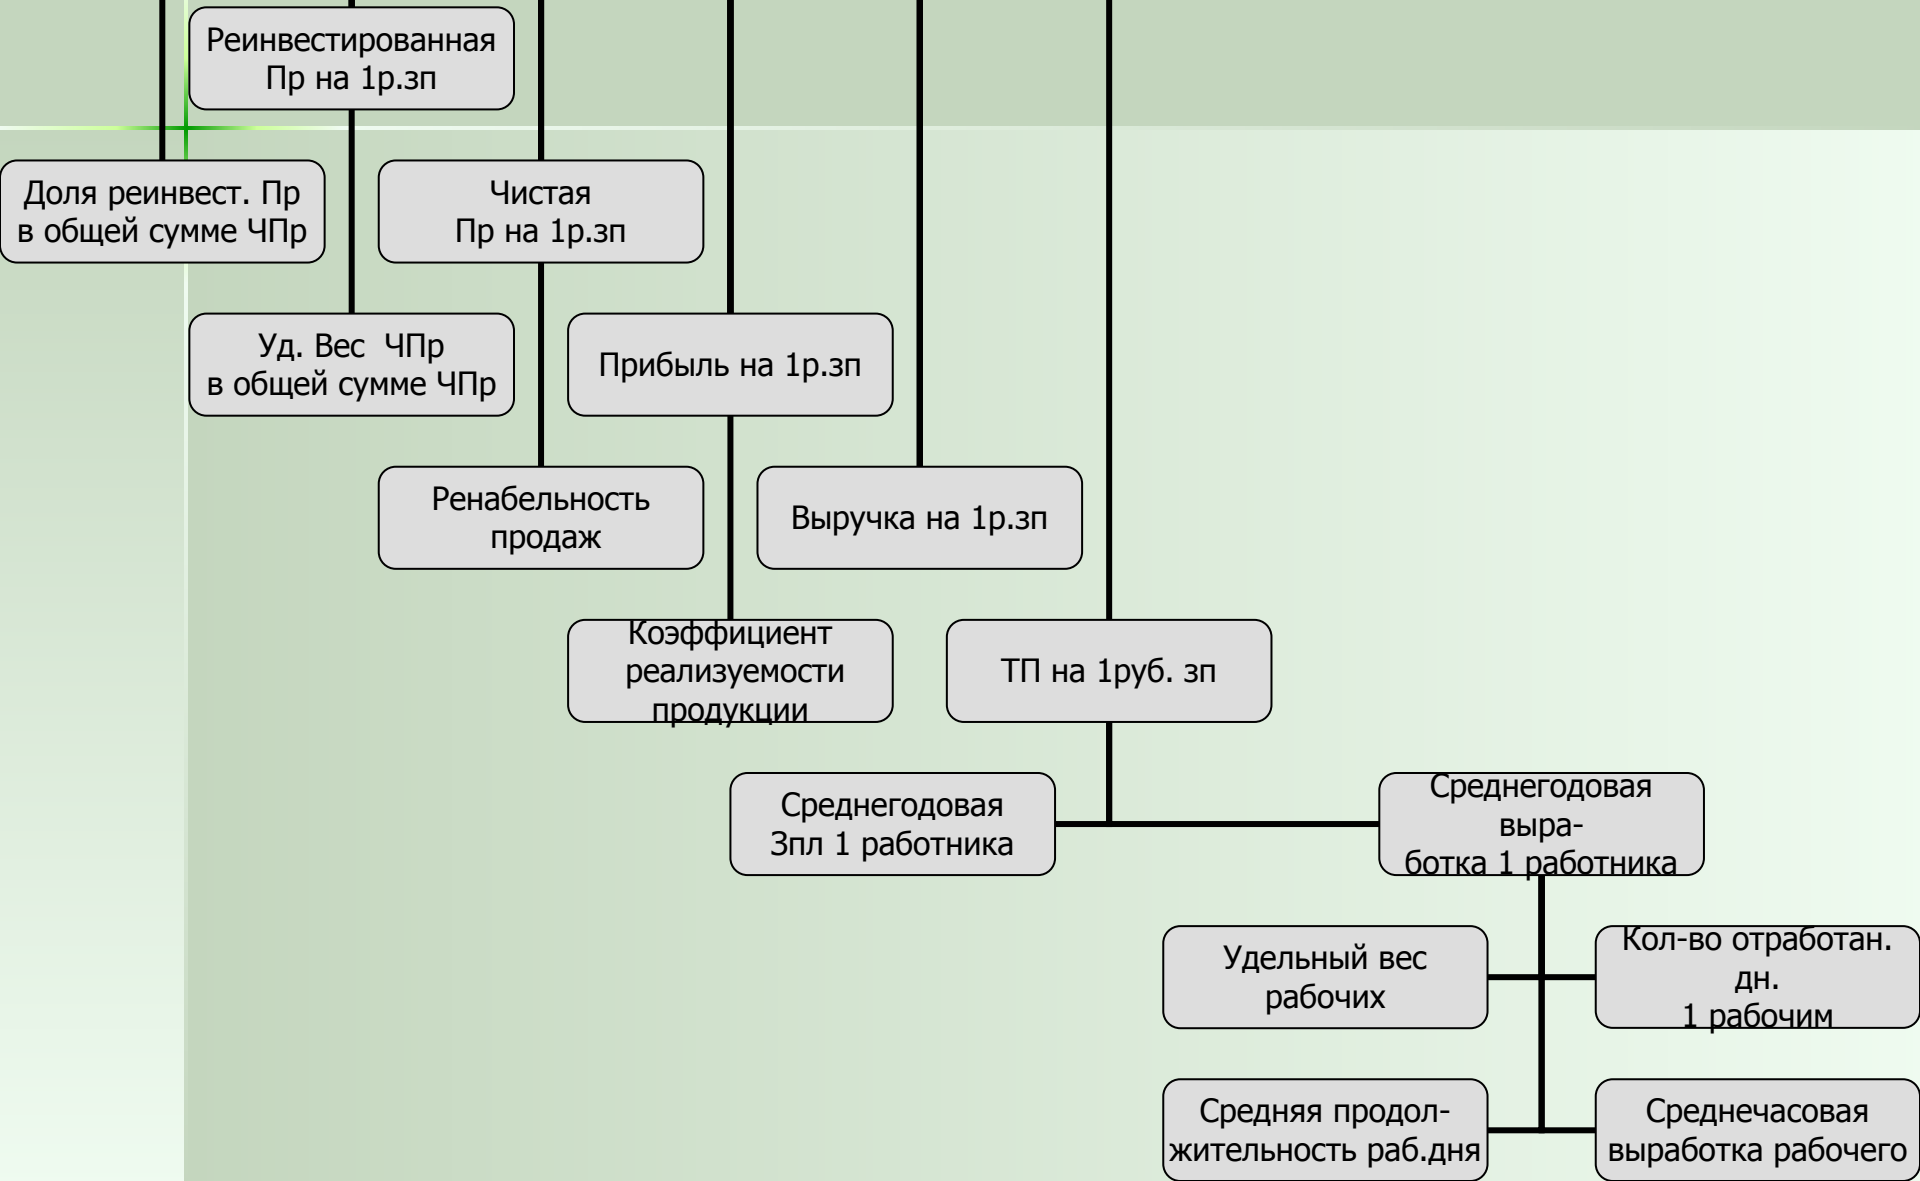 Реинвестированная
Пр на 1р.зп
Доля реинвест. Пр
в общей сумме ЧПр
Чистая
Пр на 1р.зп
Уд. Вес  ЧПр
в общей сумме ЧПр
Прибыль на 1р.зп
Ренабельность
продаж
Выручка на 1р.зп
Коэффициент
реализуемости
продукции
ТП на 1руб. зп
Среднегодовая
Зпл 1 работника
Среднегодовая
выра-
ботка 1 работника
Удельный вес
рабочих
Кол-во отработан.
дн.
1 рабочим
Средняя продол-
жительность раб.дня
Среднечасовая
выработка рабочего